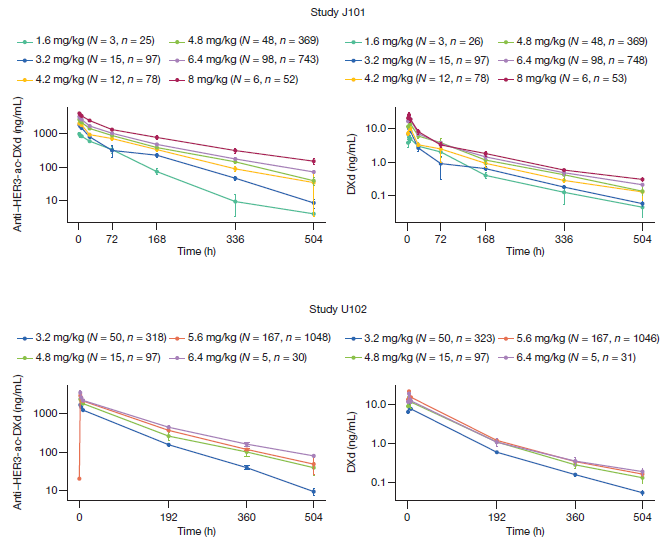 Study J101
1.6 mg/kg (N = 3, n = 25) 4.8 mg/kg (N = 48, n = 369)
3.2 mg/kg (N = 15, n = 97) 6.4 mg/kg (N = 98, n = 743)
4.2 mg/kg (N = 12, n = 78) 8 mg/kg (N = 6, n = 52)
Anti–HER3-ac-DXd (ng/mL)
1000
100
10
0 72 168 336 504
Time (h)
1.6 mg/kg (N = 3, n = 26) 4.8 mg/kg (N = 48, n = 369)
3.2 mg/kg (N = 15, n = 97) 6.4 mg/kg (N = 98, n = 748)
4.2 mg/kg (N = 12, n = 78) 8 mg/kg (N = 6, n = 53)
DXd (ng/mL)
10.0
1.0
0.1
0 72 168 336 504
Time (h)
Study U102
3.2 mg/kg (N = 50, n = 318) 5.6 mg/kg (N = 167, n = 1048)
4.8 mg/kg (N = 15, n = 97) 6.4 mg/kg (N = 5, n = 30)
Anti–HER3-ac-DXd (ng/mL)
1000
100
10
0 192 360 504
Time (h)
3.2 mg/kg (N = 50, n = 323) 5.6 mg/kg (N = 167, n = 1046)
4.8 mg/kg (N = 15, n = 97) 6.4 mg/kg (N = 5, n = 31)
DXd (ng/mL)
10.0
1.0
0.1
0 192 360 504
Time (h)